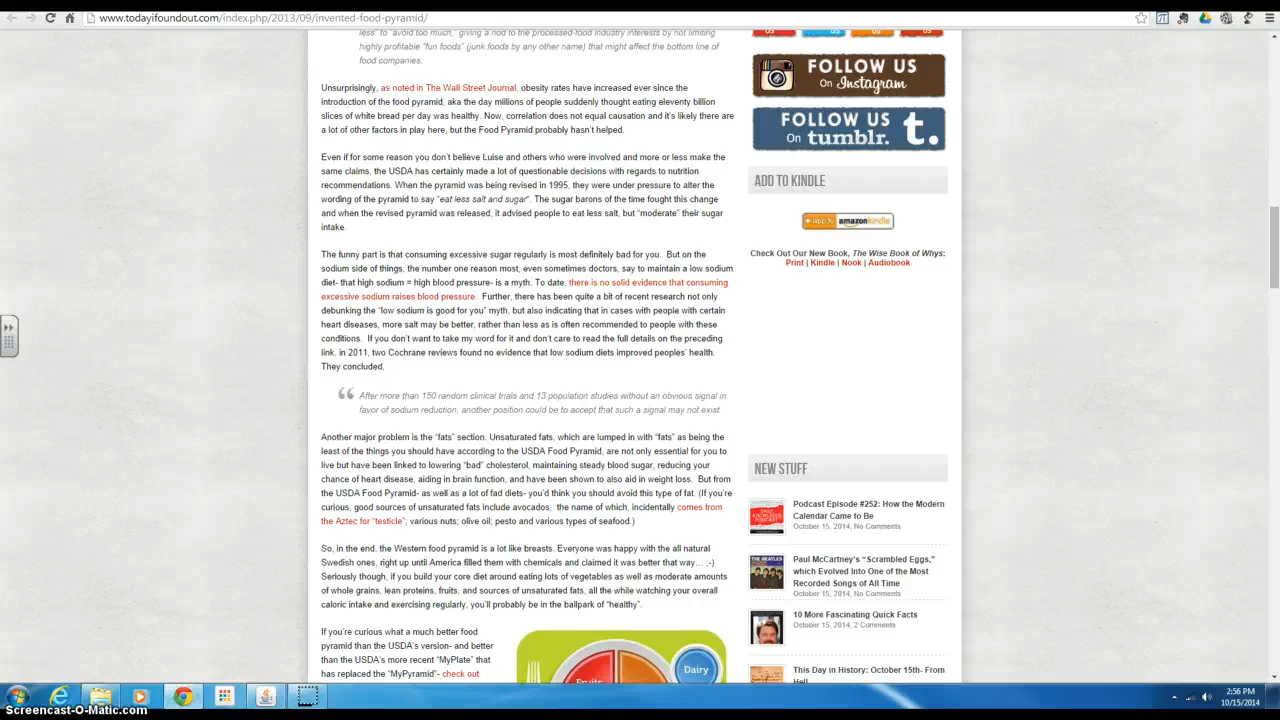 www.todayifoundout.com/index.php/2013/09/invented-food-pyramid/
less" to "avoid too much," giving a nod to the processed-food industry interests by not limiting
highly profitable "fun foods" (junk foods by any other name) that might affect the bottom line of
food companies.
Unsurprisingly, as noted in The Wall Street Journal, obesity rates have increased ever since the
introduction of the food pyramid, aka the day millions of people suddenly thought eating eleventy billion
slices of white bread per day was healthy. Now, correlation does not equal causation and it's likely there are
a lot of other factors in play here, but the Food Pyramid probably hasn't helped.
Even if for some reason you don't believe Luise and others who were involved and more or less make the
same claims, the USDA has certainly made a lot of questionable decisions with regards to nutrition
recommendations. When the pyramid was being revised in 1995, they were under pressure to alter the
wording of the pyramid to say "eat less salt and sugar". The sugar barons of the time fought this change
and when the revised pyramid was released, it advised people to eat less salt, but "moderate" their sugar
intake.
The funny part is that consuming excessive sugar regularly is most definitely bad for you. But on the
sodium side of things, the number one reason most, even sometimes doctors, say to maintain a low sodium
diet- that high sodium = high blood pressure- is a myth. To date, there is no solid evidence that consuming
excessive sodium raises blood pressure. Further, there has been quite a bit of recent research not only
debunking the "low sodium is good for you" myth, but also indicating that in cases with people with certain
heart diseases, more salt may be better, rather than less as is often recommended to people with these
conditions. If you don't want to take my word for it and don't care to read the full details on the preceding
link, in 2011, two Cochrane reviews found no evidence that low sodium diets improved peoples' health.
They concluded,
After more than 150 random clinical trials and 13 population studies without an obvious signal in
favor of sodium reduction, another position could be to accept that such a signal may not exist.
Another major problem is the "fats" section. Unsaturated fats, which are lumped in with "fats" as being the
least of the things you should have according to the USDA Food Pyramid, are not only essential for you to
live but have been linked to lowering "bad" cholesterol, maintaining steady blood sugar, reducing your
chance of heart disease, aiding in brain function, and have been shown to also aid in weight loss. But from
the USDA Food Pyramid- as well as a lot of fad diets- you'd think you should avoid this type of fat. (If you're
curious, good sources of unsaturated fats include avocados, the name of which, incidentally comes from
the Aztec for "testicle"; various nuts; olive oil; pesto and various types of seafood.)
So, in the end, the Western food pyramid is a lot like breasts. Everyone was happy with the all natural
Swedish ones, right up until America filled them with chemicals and claimed it was better that way… ;-)
Seriously though, if you build your core diet around eating lots of vegetables as well as moderate amounts
of whole grains, lean proteins, fruits, and sources of unsaturated fats, all the while watching your overall
caloric intake and exercising regularly, you'll probably be in the ballpark of "healthy".
If you're curious what a much better food
pyramid than the USDA's version- and better
than the USDA's more recent "MyPlate" that
has replaced the "MyPyramid"- check out
Fruits
Dairy
US
US
US
US
FOLLOW US
On Instagram
FOLLOW US
On tumblr. t.
ADD TO KINDLE
+ Add to amazonkindle
Check Out Our New Book, The Wise Book of Whys:
Print | Kindle | Nook | Audiobook
NEW STUFF
Podcast Episode #252: How the Modern
Calendar Came to Be
October 15, 2014, No Comments
Paul McCartney's "Scrambled Eggs,"
which Evolved Into One of the Most
Recorded Songs of All Time
October 15, 2014, No Comments
10 More Fascinating Quick Facts
October 15, 2014, 2 Comments
This Day in History: October 15th- From
Hell
2:56 PM
10/15/2014
Screencast-O-Matic.com